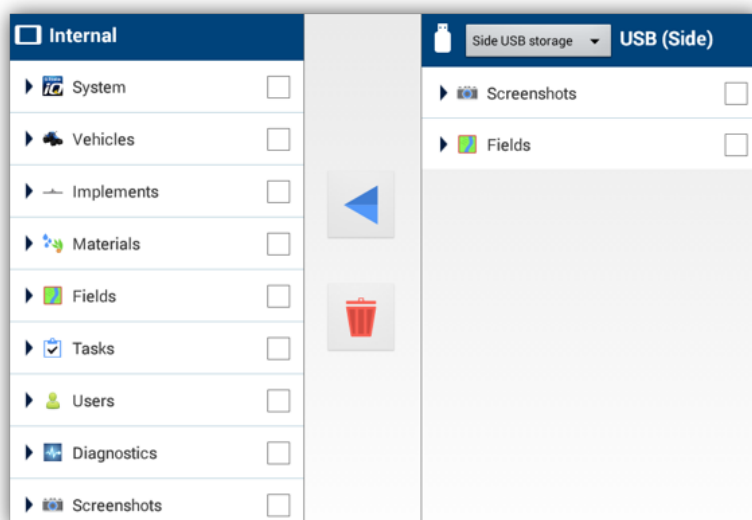 Internal
System
Vehicles
Implements
Materials
Fields
Tasks
Users
Diagnostics
Screenshots
Side USB storage
USB (Side)
Screenshots
Fields